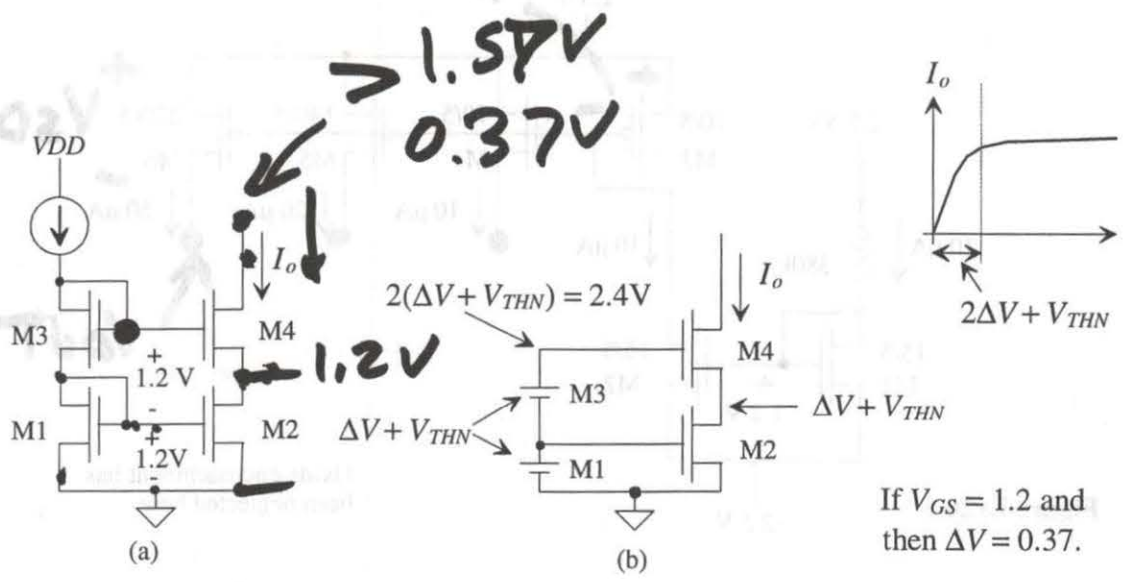 > 1.57V
0.37V
VDD
I_o
M3
M4
+
1.2 V
-
1.2V
M1
M2
+
1.2V
(a)
2(ΔV + V_THN) = 2.4V
I_o
M4
M3
ΔV + V_THN
ΔV + V_THN
M1
M2
(b)
I_o
2ΔV + V_THN
If V_GS = 1.2 and
then ΔV = 0.37.